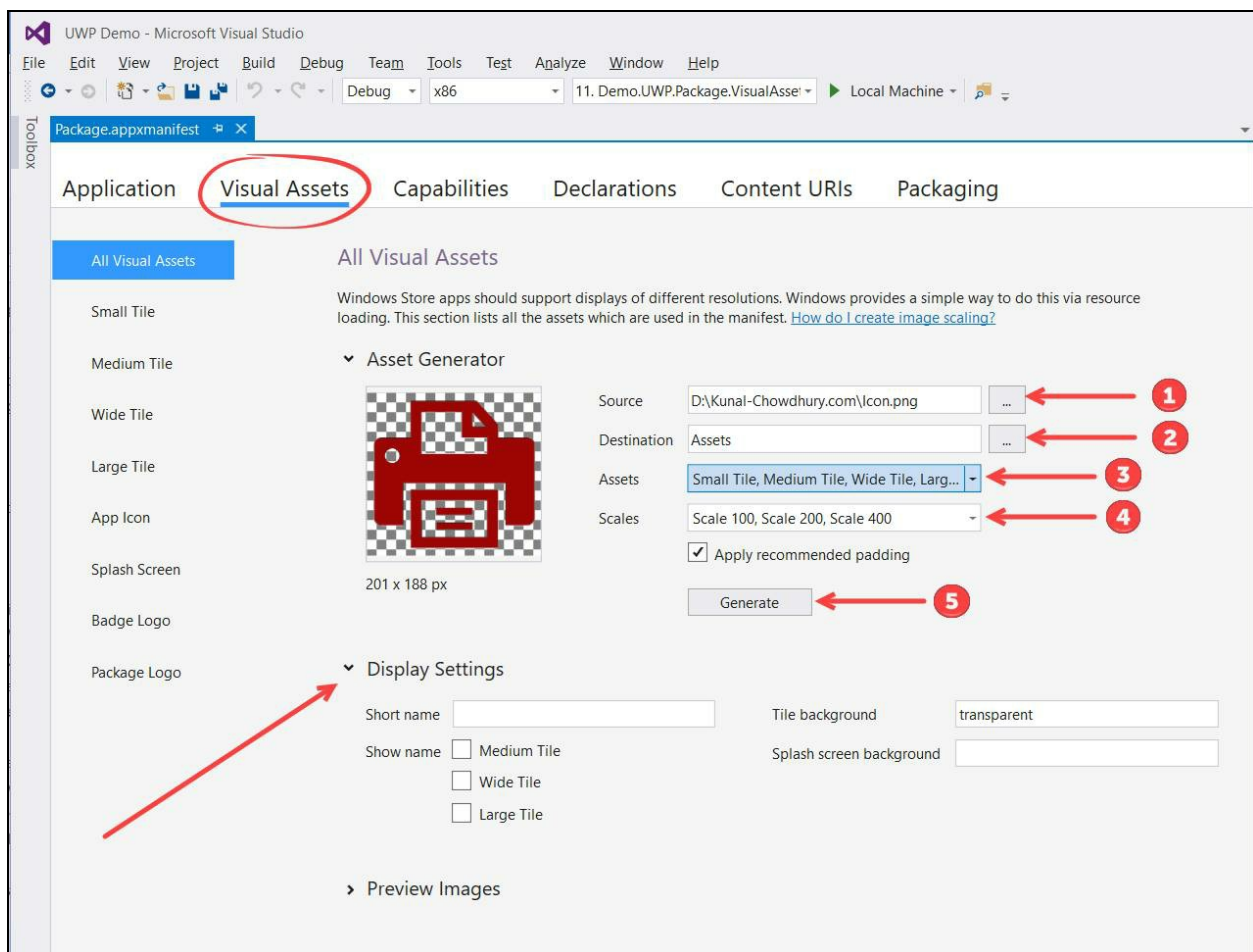 UWP Demo - Microsoft Visual Studio
File Edit View Project Build Debug Team Tools Test Analyze Window Help
Debug x86 11. Demo.UWP.Package.VisualAsse Local Machine
Toolbox
Package.appxmanifest
Application Visual Assets Capabilities Declarations Content URIs Packaging
All Visual Assets
Small Tile
Medium Tile
Wide Tile
Large Tile
App Icon
Splash Screen
Badge Logo
Package Logo
All Visual Assets
Windows Store apps should support displays of different resolutions. Windows provides a simple way to do this via resource
loading. This section lists all the assets which are used in the manifest. How do I create image scaling?
Asset Generator
Source D:\Kunal-Chowdhury.com\Icon.png ... 1
Destination Assets ... 2
Assets Small Tile, Medium Tile, Wide Tile, Larg... 3
Scales Scale 100, Scale 200, Scale 400 4
Apply recommended padding
201 x 188 px
Generate 5
Display Settings
Short name Tile background transparent
Show name Medium Tile Splash screen background
Wide Tile
Large Tile
Preview Images